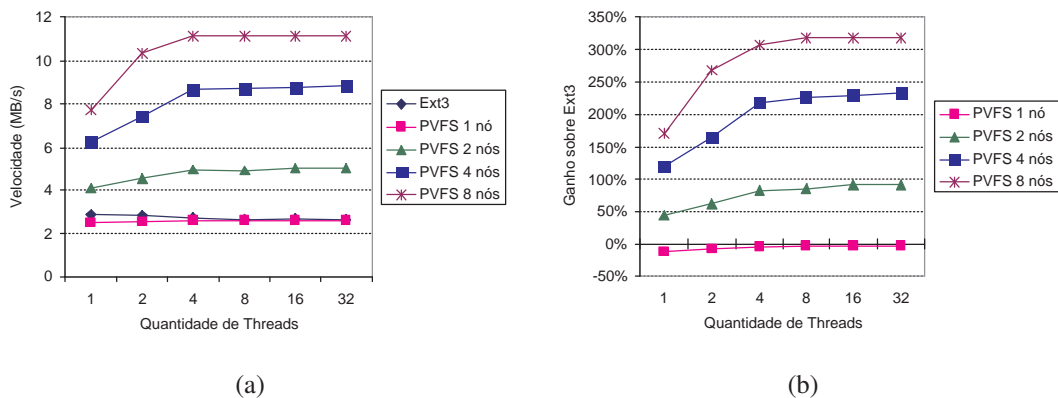 12
10
8
6
4
2
0
Velocidade (MB/s)
1 2 4 8 16 32
Quantidade de Threads
Ext3
PVFS 1 nó
PVFS 2 nós
PVFS 4 nós
PVFS 8 nós
(a)
350%
300%
250%
200%
150%
100%
50%
0%
-50%
Ganho sobre Ext3
1 2 4 8 16 32
Quantidade de Threads
PVFS 1 nó
PVFS 2 nós
PVFS 4 nós
PVFS 8 nós
(b)